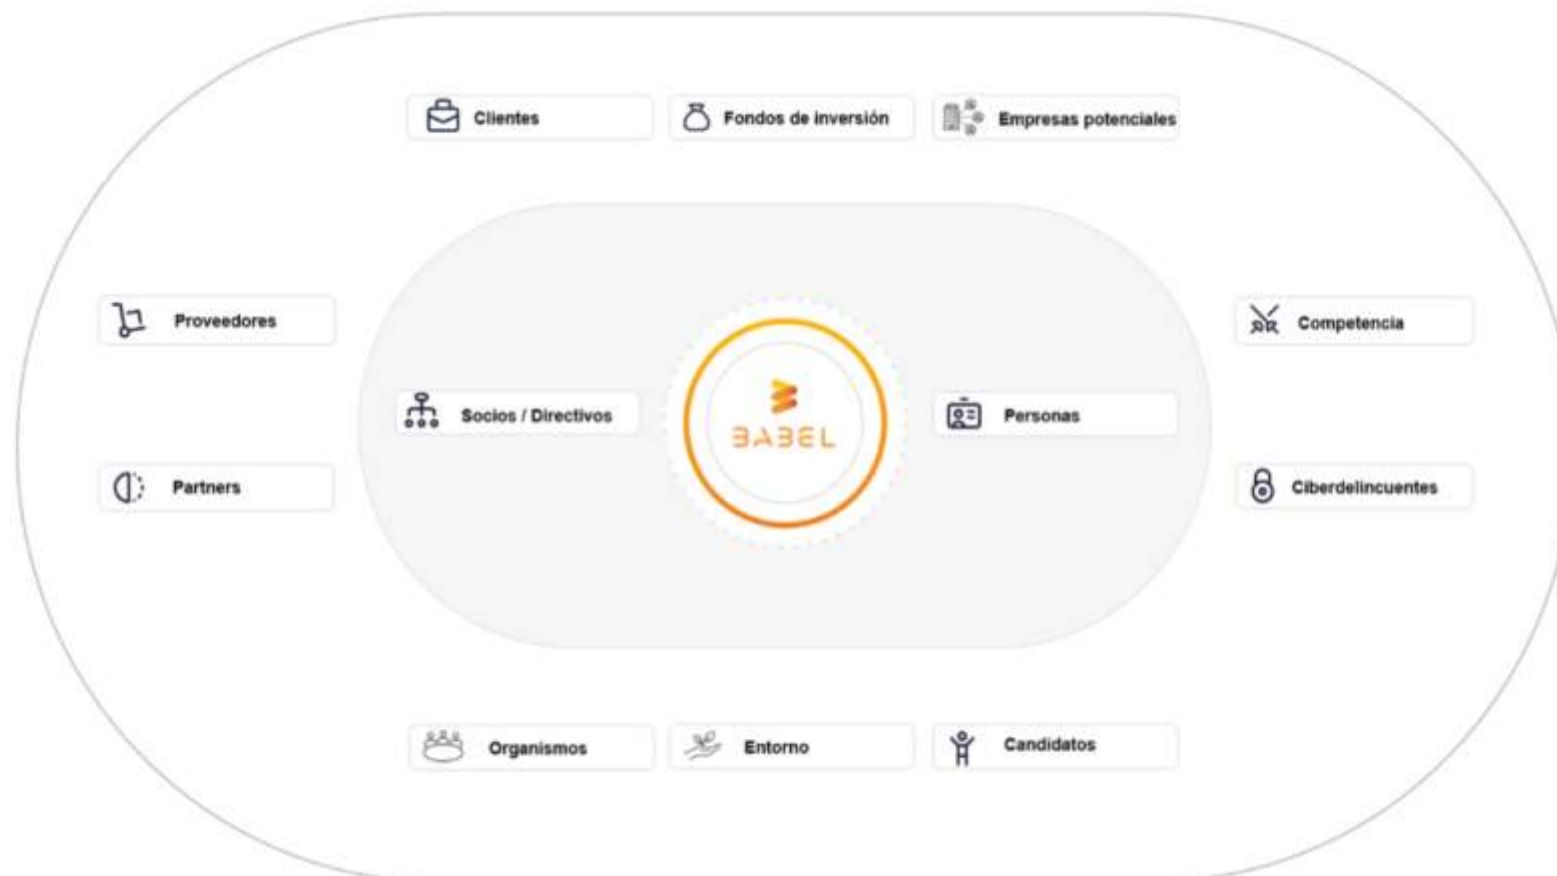 Clientes
Fondos de inversión
Empresas potenciales
Proveedores
Competencia
Socios / Directivos
BABEL
Personas
Partners
Ciberdelincuentes
Organismos
Entorno
Candidatos